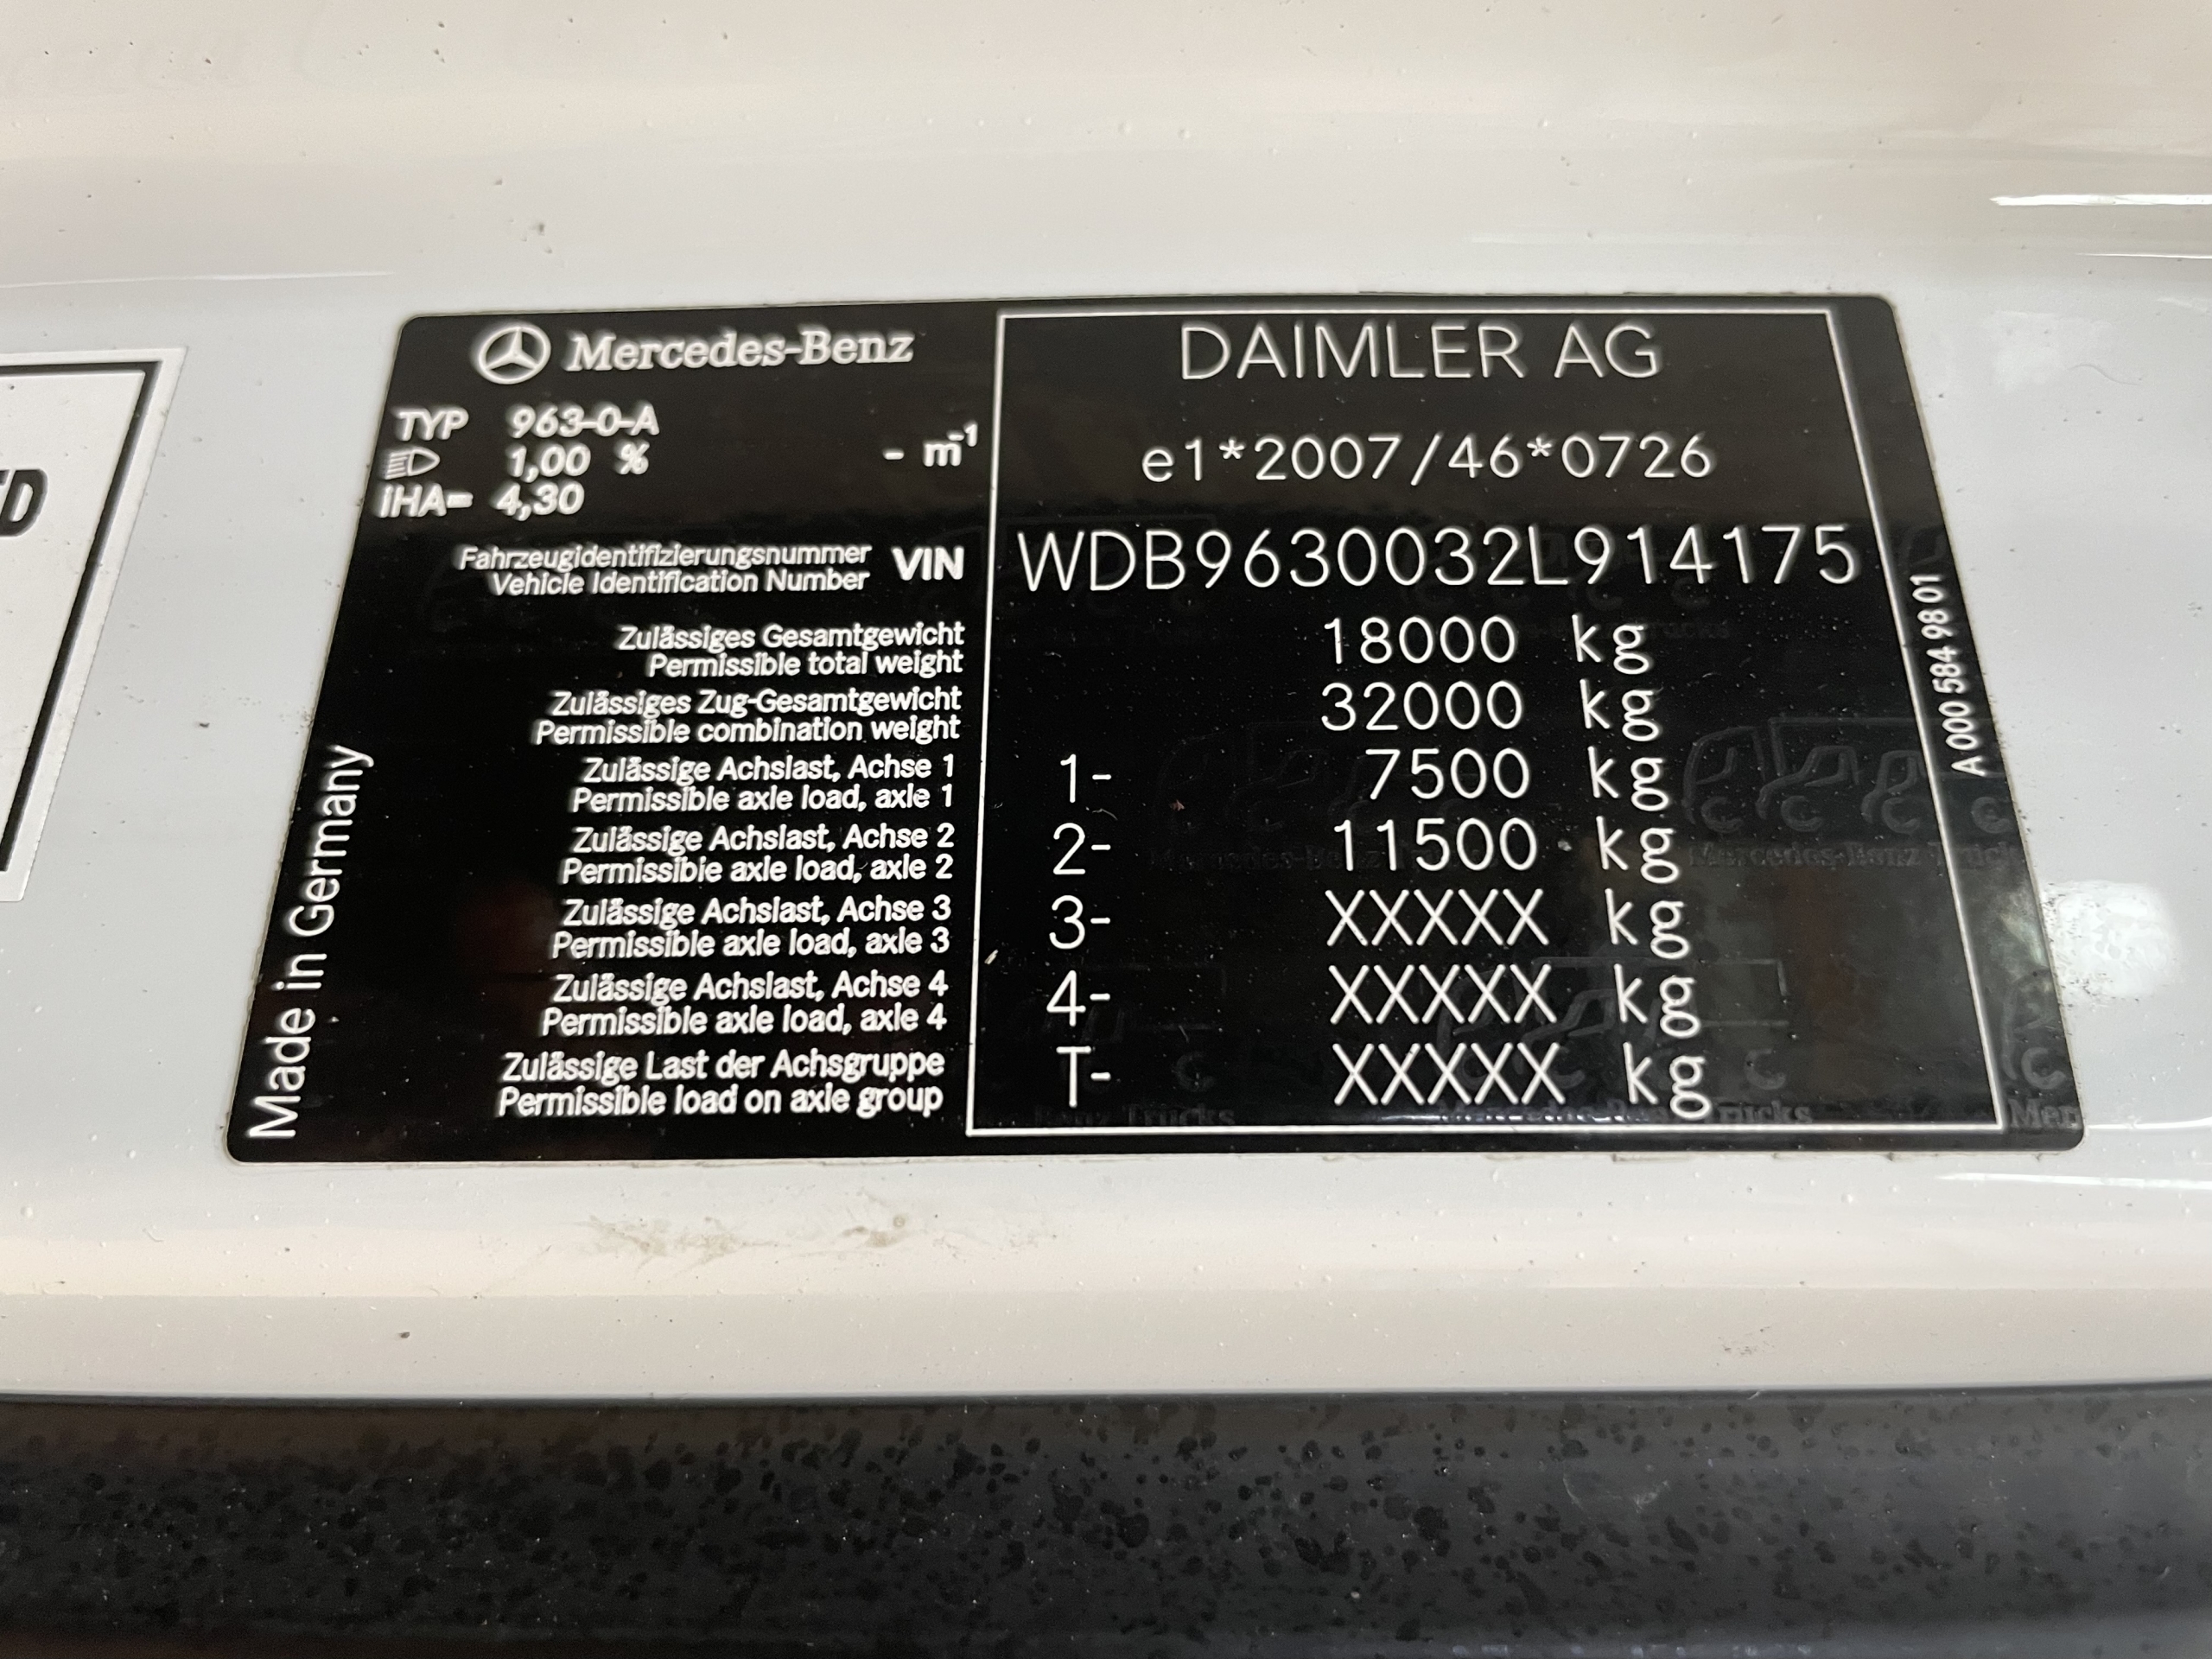 Mercedes-Benz
TYP 963-0-A
1,00 % - m-1
iHA= 4,30
DAIMLER AG
e1*2007/46*0726
Fahrzeugidentifizierungsnummer
Vehicle Identification Number
VIN WDB9630032L914175
Zulässiges Gesamtgewicht
Permissible total weight
18000 kg
Zulässiges Zug-Gesamtgewicht
Permissible combination weight
32000 kg
Zulässige Achslast, Achse 1
Permissible axle load, axle 1
1- 7500 kg
Zulässige Achslast, Achse 2
Permissible axle load, axle 2
2- 11500 kg
Zulässige Achslast, Achse 3
Permissible axle load, axle 3
3- XXXXX kg
Zulässige Achslast, Achse 4
Permissible axle load, axle 4
4- XXXXX kg
Zulässige Last der Achsgruppe
Permissible load on axle group
T- XXXXX kg
Made in Germany
A 000 584 98 01